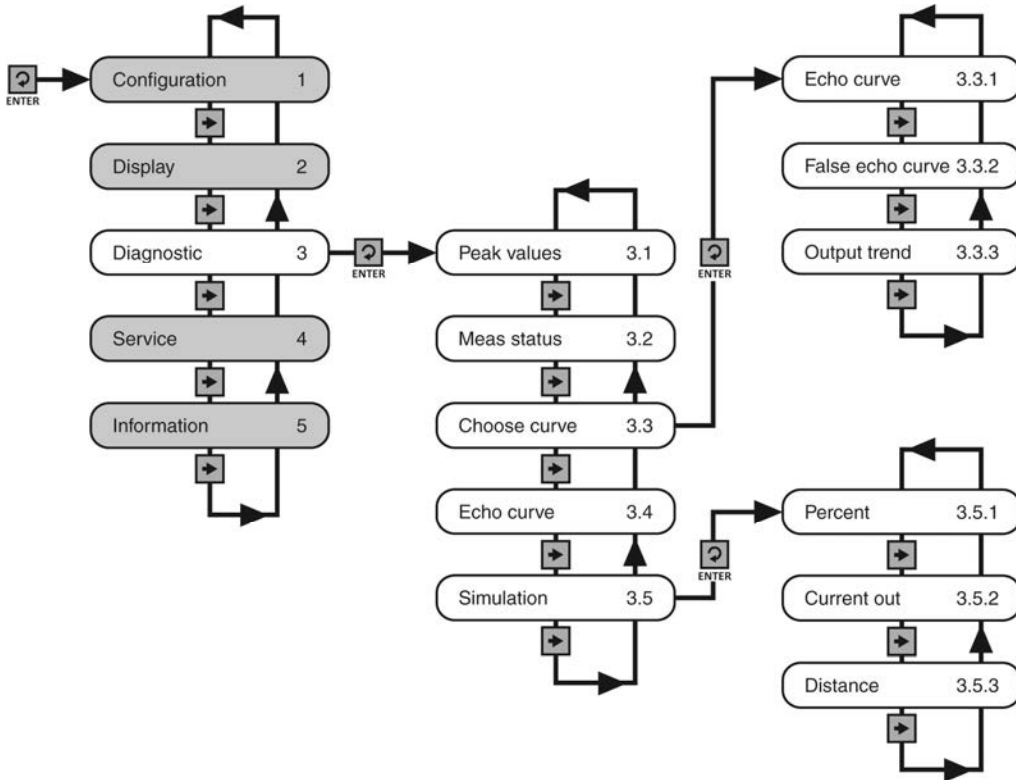 ENTER
Configuration 1
Display 2
Diagnostic 3
Service 4
Information 5
ENTER
Peak values 3.1
Meas status 3.2
Choose curve 3.3
Echo curve 3.4
Simulation 3.5
ENTER
Echo curve 3.3.1
False echo curve 3.3.2
Output trend 3.3.3
ENTER
Percent 3.5.1
Current out 3.5.2
Distance 3.5.3